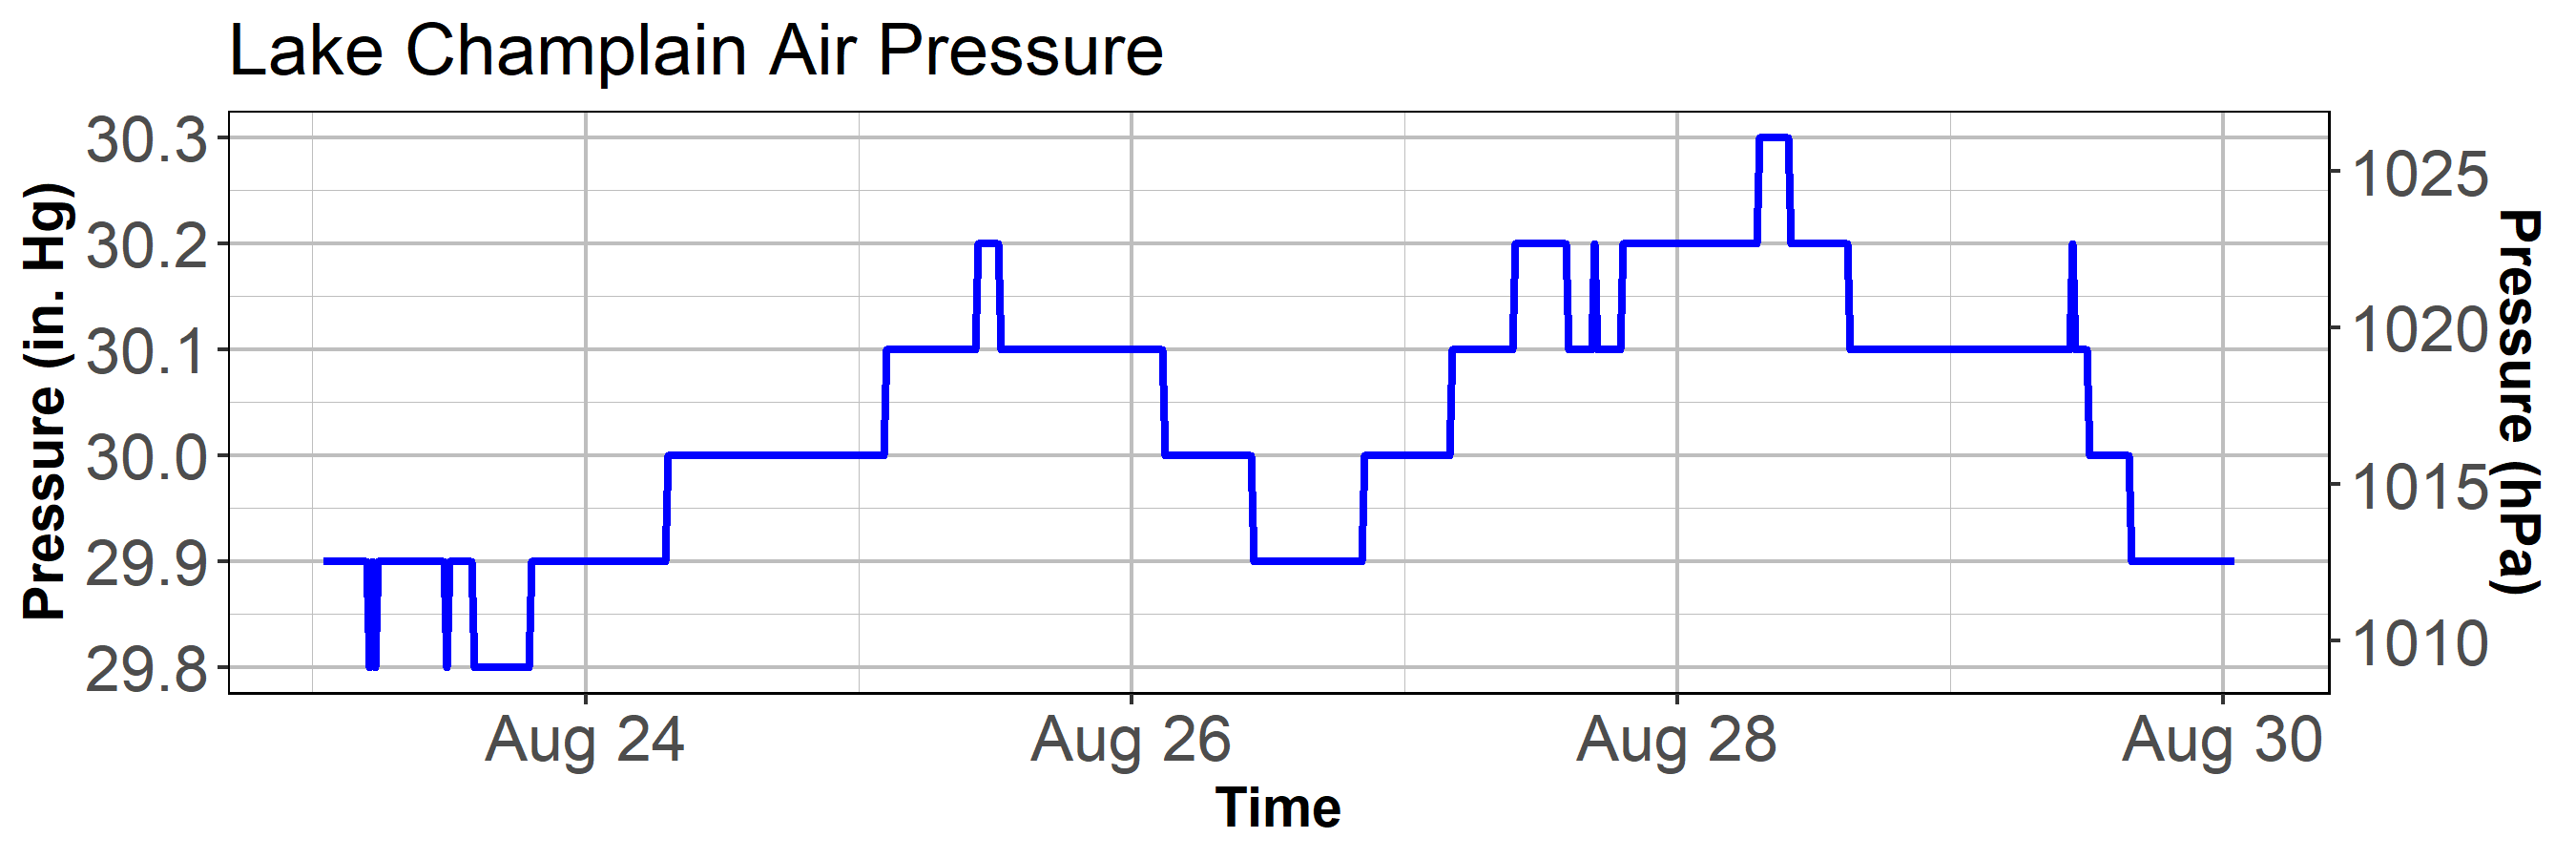 Lake Champlain Air Pressure
Pressure (in. Hg)
30.3
30.2
30.1
30.0
29.9
29.8
1025
1020
1015
1010
Pressure (hPa)
Aug 24
Aug 26
Aug 28
Aug 30
Time